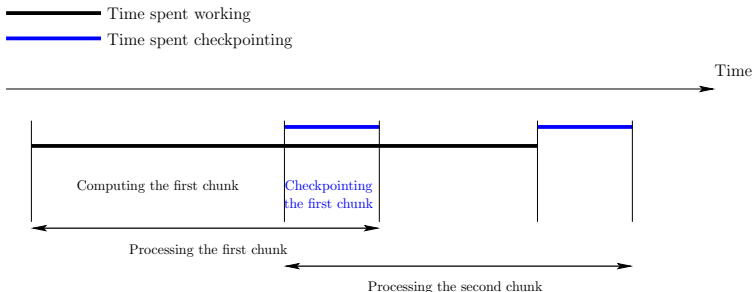 Time spent working
Time spent checkpointing
Time
Computing the first chunk
Checkpointing
the first chunk
Processing the first chunk
Processing the second chunk